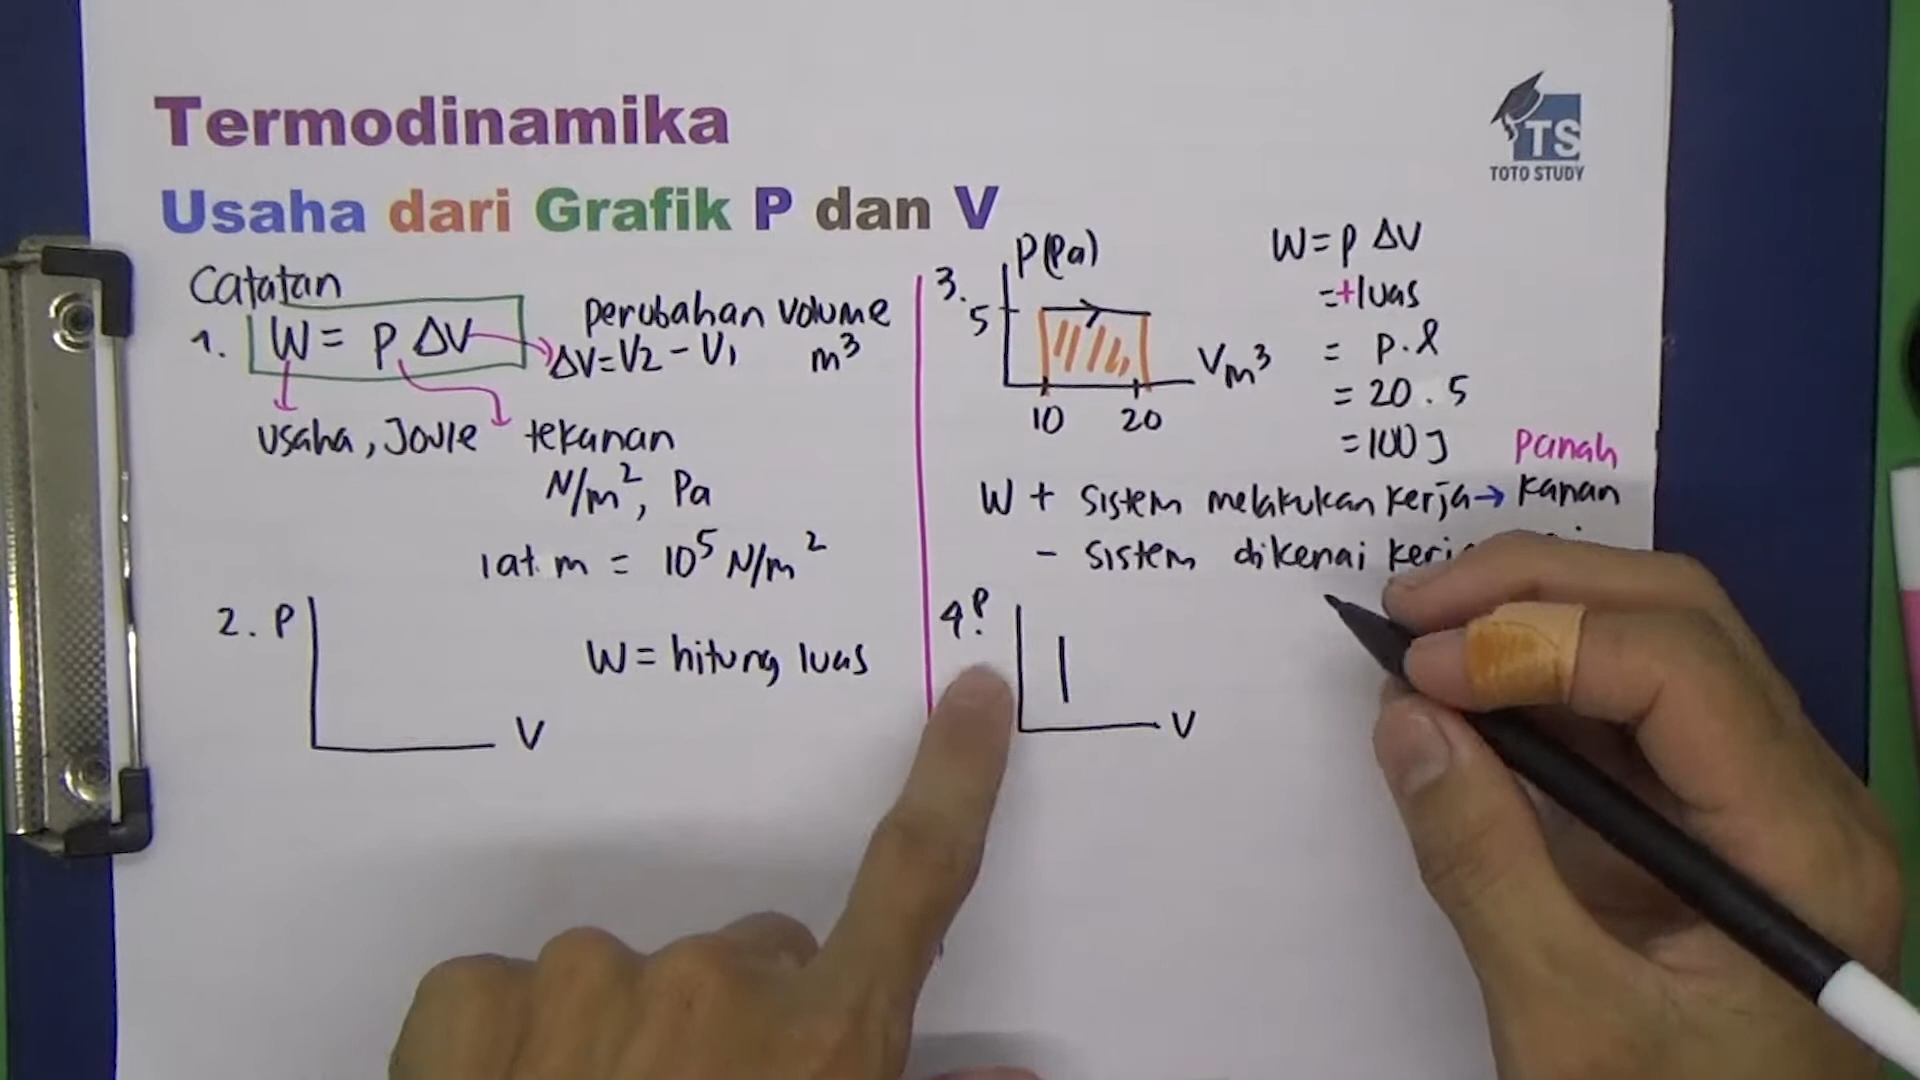 Termodinamika
Usaha dari Grafik P dan V
TS
TOTO STUDY
Catatan
1. W = P ΔV
perubahan volume
ΔV = V2 - V1 m³
usaha, Joule
tekanan
N/m², Pa
1 atm = 10⁵ N/m²
2. P
V
W = hitung luas
3. P(Pa)
5
V m³
10 20
W = P ΔV
= +luas
= p.l
= 20 . 5
= 100 J
panah
W + sistem melakukan kerja → kanan
- sistem dikenai
4. P
V